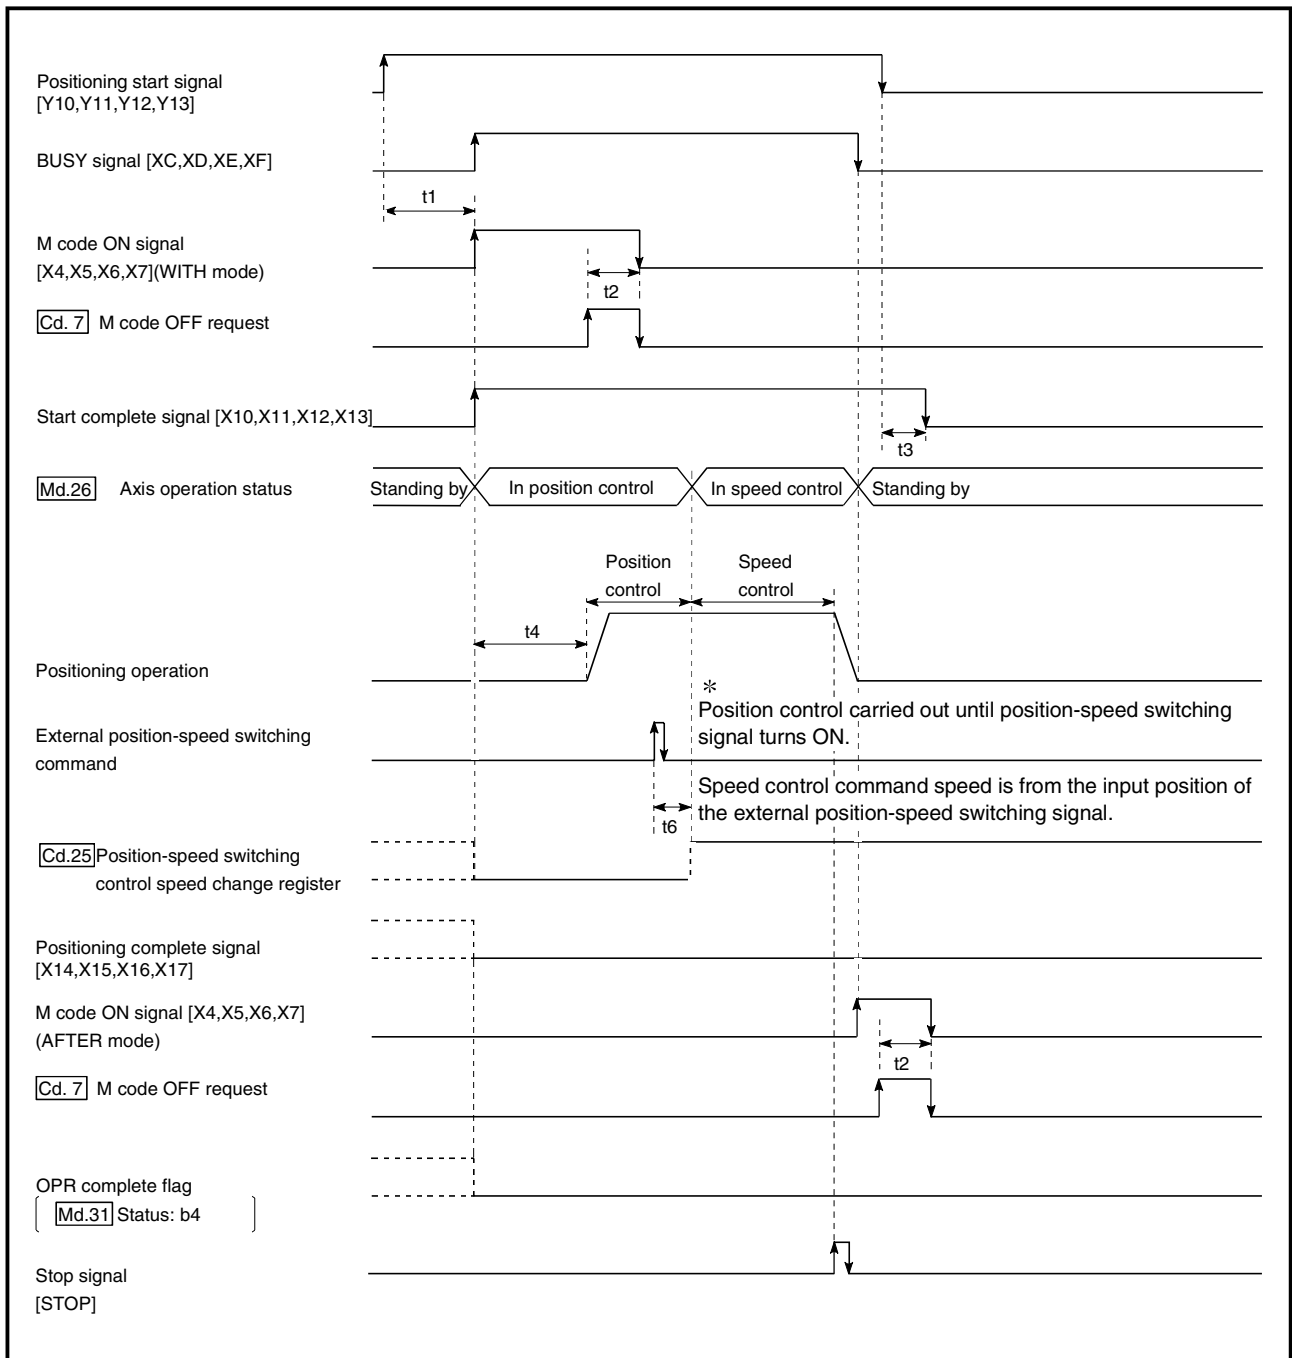 Positioning start signal
[Y10,Y11,Y12,Y13]
BUSY signal [XC,XD,XE,XF]
t1
M code ON signal
[X4,X5,X6,X7](WITH mode)
t2
Cd. 7 M code OFF request
Start complete signal [X10,X11,X12,X13]
t3
Md.26 Axis operation status
Standing by In position control In speed control Standing by
Position control
Speed control
t4
Positioning operation
*
Position control carried out until position-speed switching
signal turns ON.
External position-speed switching
command
Speed control command speed is from the input position of
the external position-speed switching signal.
t6
Cd.25 Position-speed switching
control speed change register
Positioning complete signal
[X14,X15,X16,X17]
M code ON signal [X4,X5,X6,X7]
(AFTER mode)
t2
Cd. 7 M code OFF request
OPR complete flag
[ Md.31 Status: b4 ]
Stop signal
[STOP]